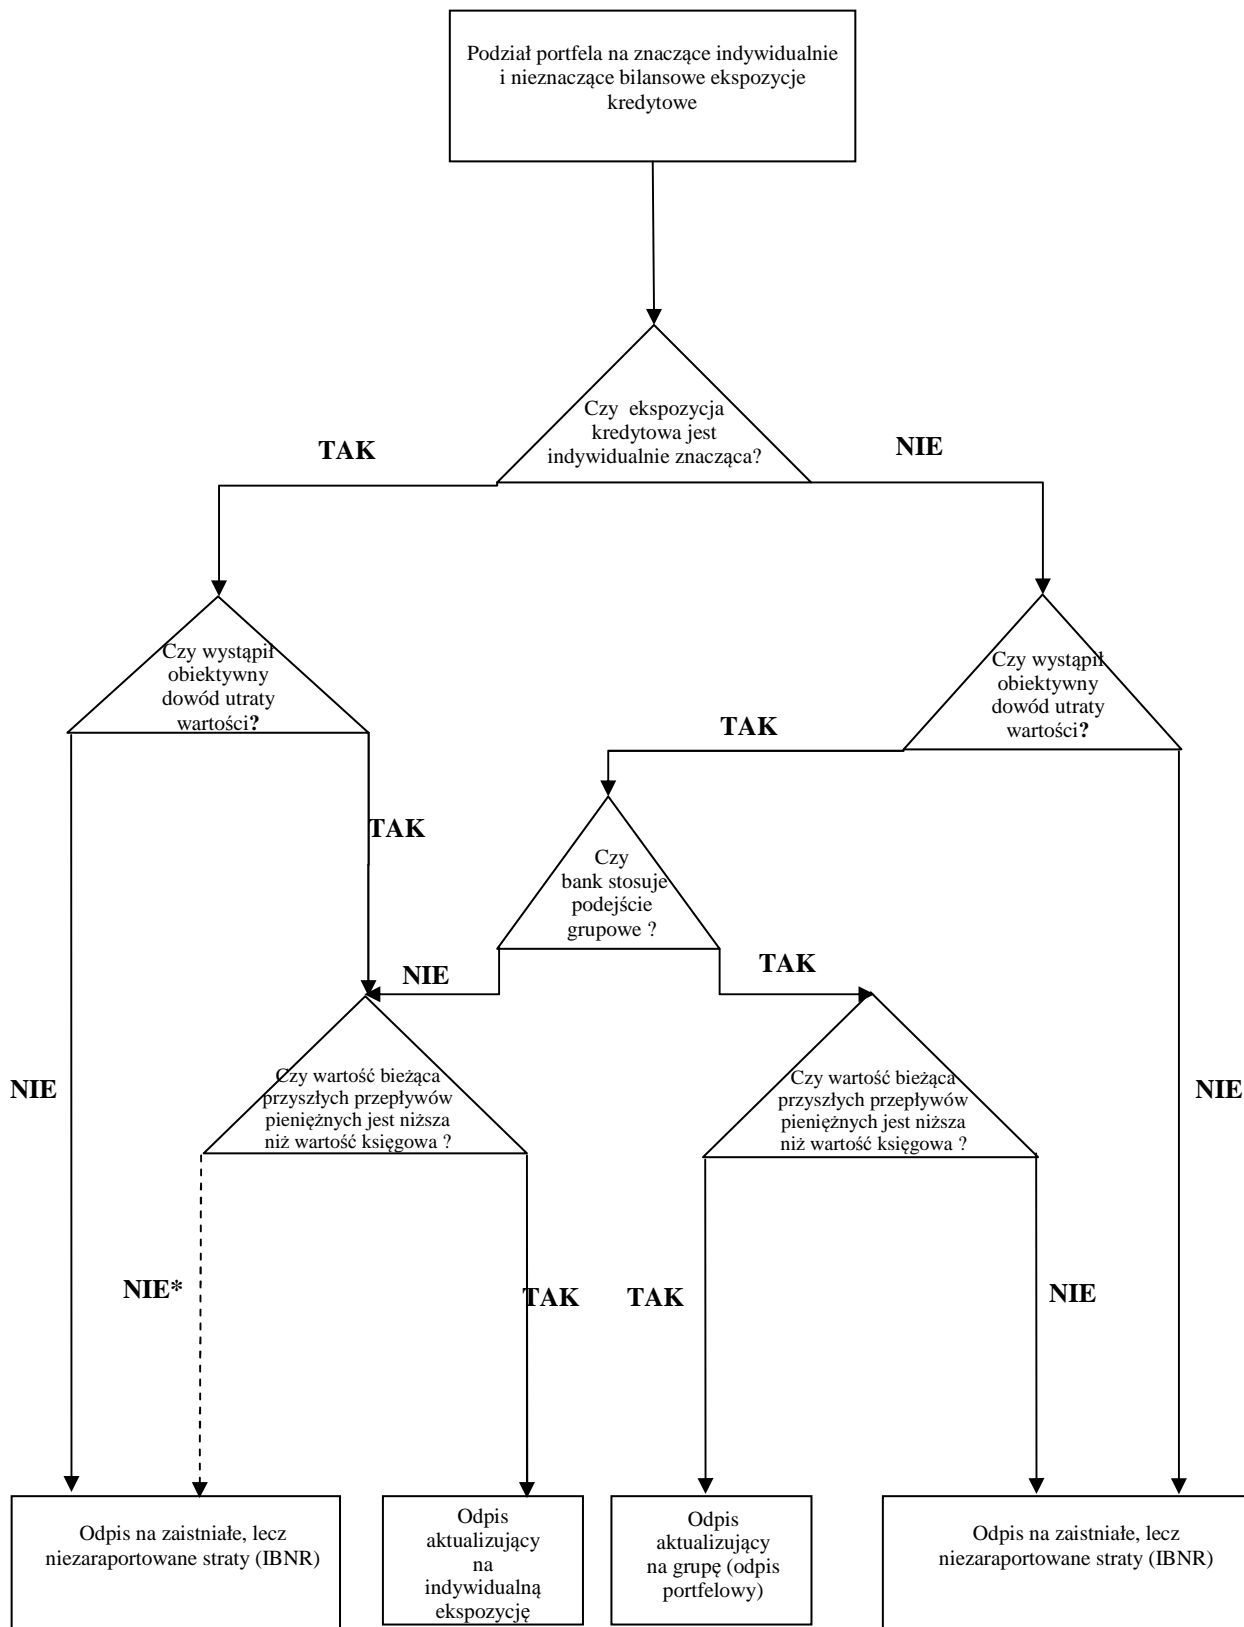 Podział portfela na znaczące indywidualnie
i nieznaczące bilansowe ekspozycje
kredytowe
Czy ekspozycja
kredytowa jest
indywidualnie znacząca?
TAK
NIE
Czy wystąpił
obiektywny
dowód utraty
wartości?
Czy wystąpił
obiektywny
dowód utraty
wartości?
TAK
TAK
Czy
bank stosuje
podejście
grupowe ?
NIE
TAK
Czy wartość bieżąca
przyszłych przepływów
pieniężnych jest niższa
niż wartość księgowa ?
Czy wartość bieżąca
przyszłych przepływów
pieniężnych jest niższa
niż wartość księgowa ?
NIE
NIE
NIE*
TAK
TAK
NIE
Odpis na zaistniałe, lecz
niezaraportowane straty (IBNR)
Odpis
aktualizujący
na
indywidualną
ekspozycję
Odpis
aktualizujący
na grupę (odpis
portfelowy)
Odpis na zaistniałe, lecz
niezaraportowane straty (IBNR)